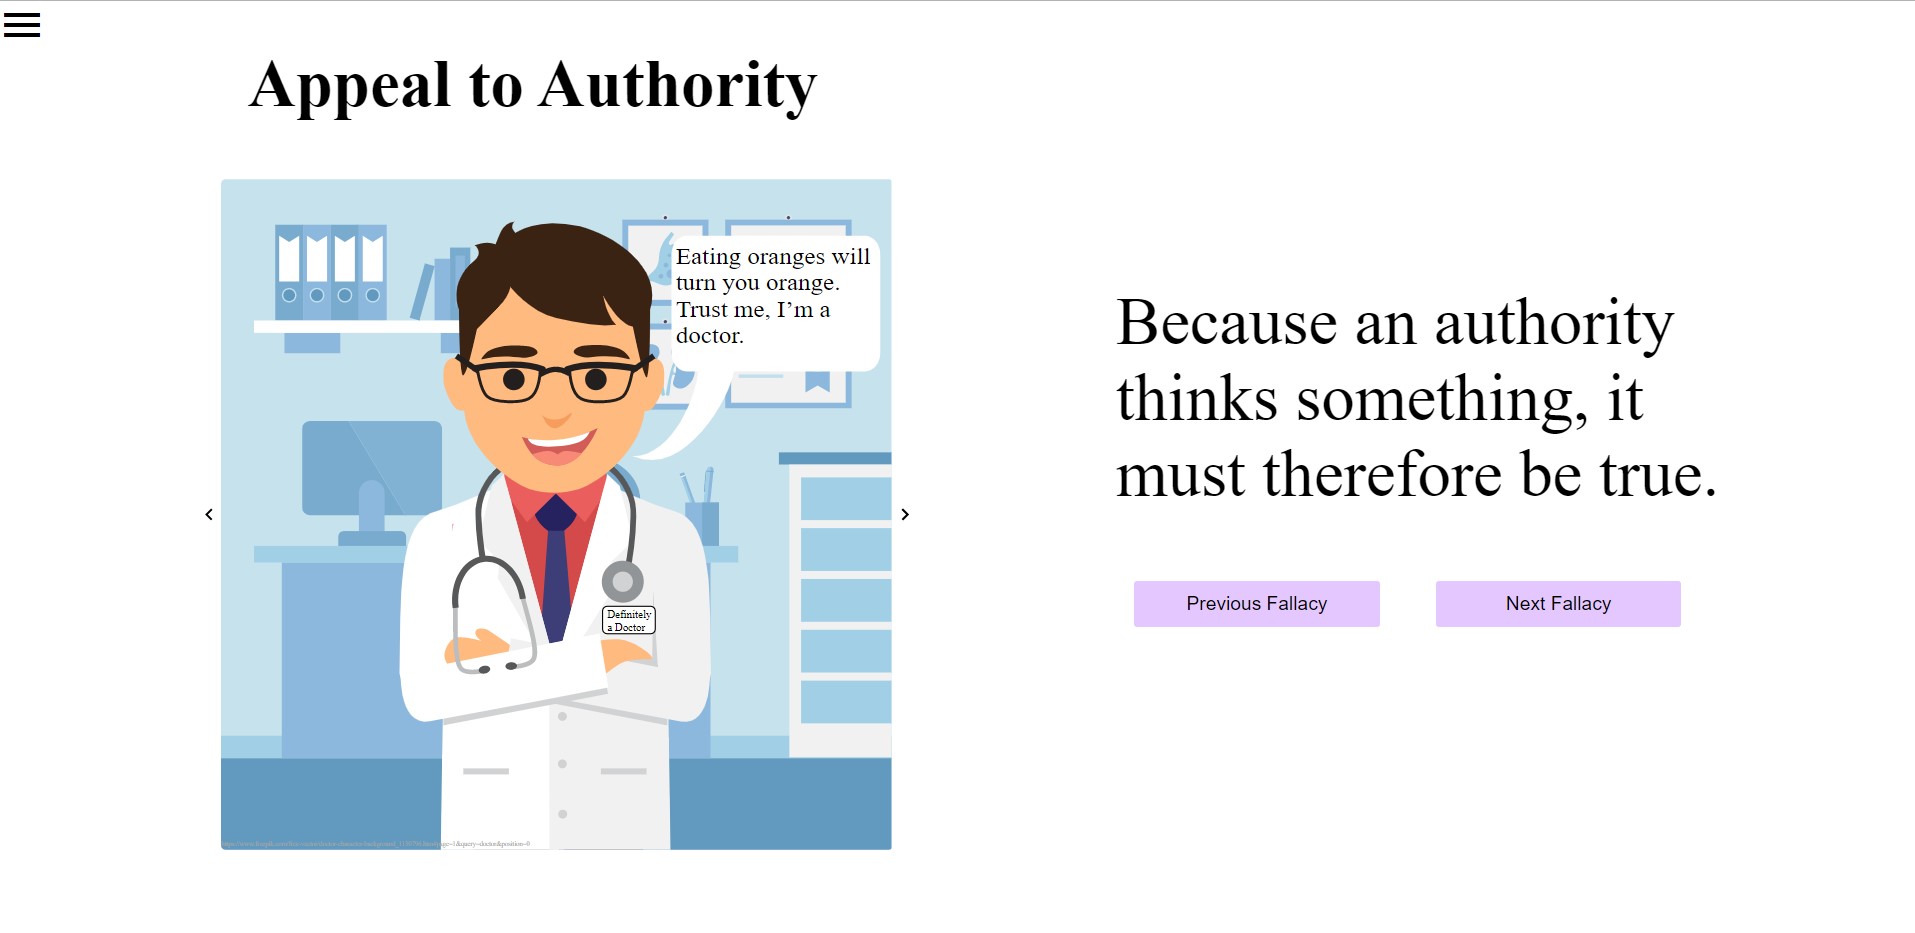 Appeal to Authority
Eating oranges will
turn you orange.
Trust me, I’m a
doctor.
Definitely
a Doctor
Because an authority
thinks something, it
must therefore be true.
Previous Fallacy
Next Fallacy